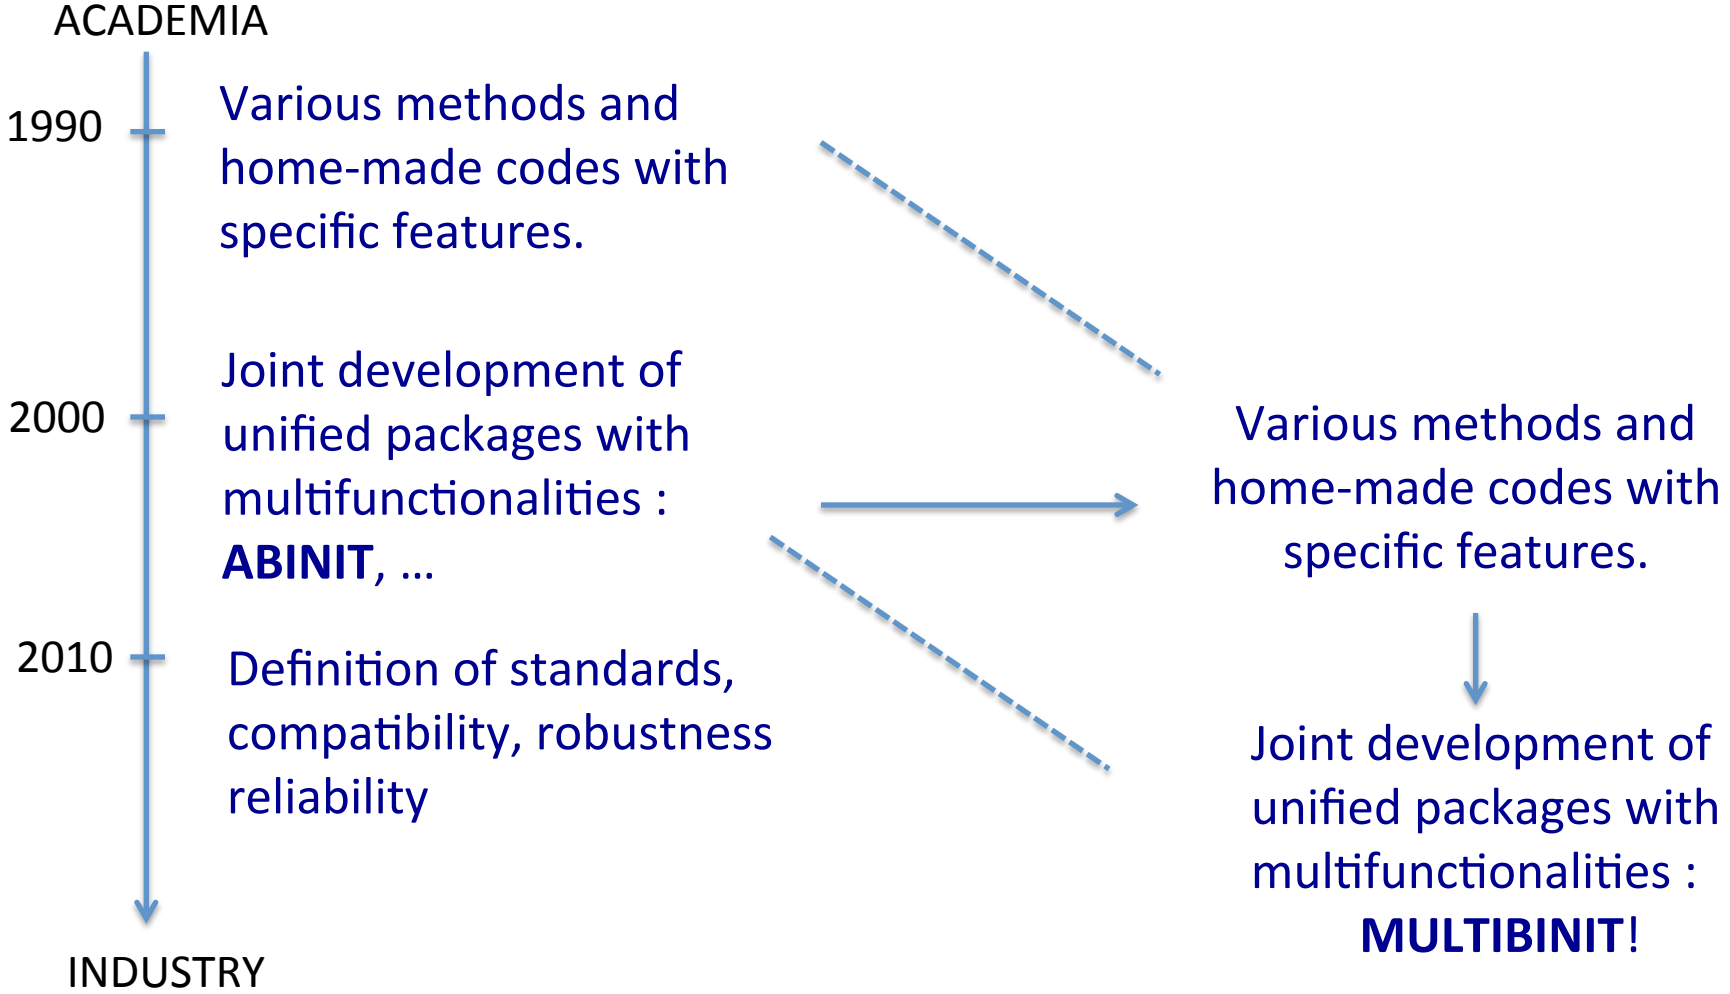 ACADEMIA
1990
Various methods and
home-made codes with
specific features.
2000
Joint development of
unified packages with
multifunctionalities :
ABINIT, ...
2010
Definition of standards,
compatibility, robustness
reliability
INDUSTRY
Various methods and
home-made codes with
specific features.
Joint development of
unified packages with
multifunctionalities :
MULTIBINIT!